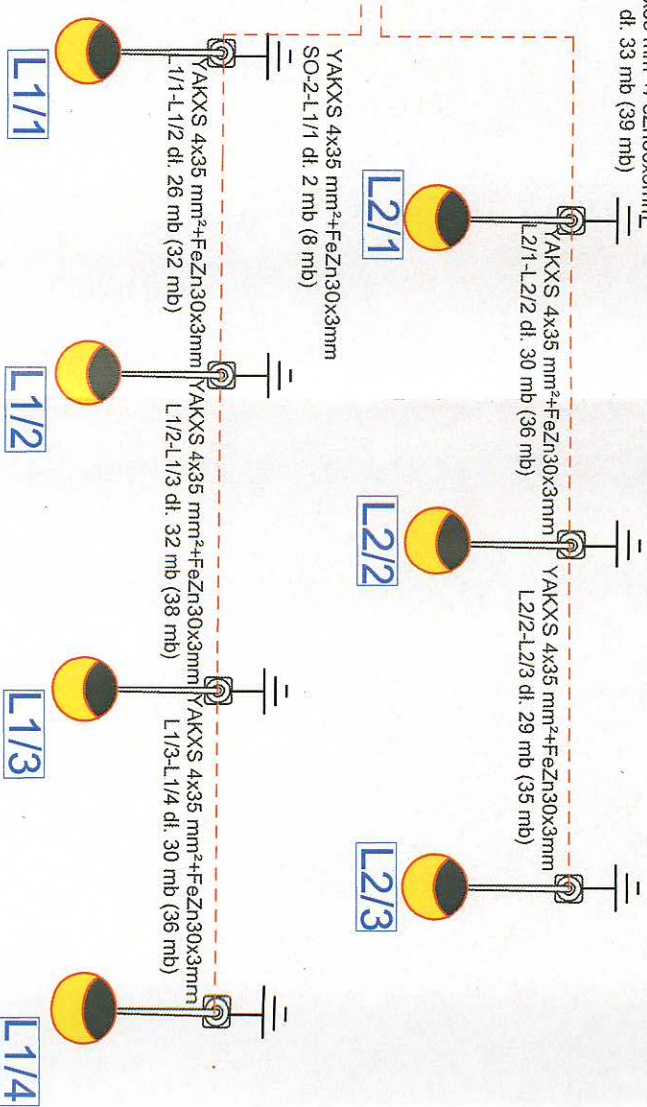 dł. 33 mb (39 mb)
L2/1
YAKXS 4x35 mm²+FeZn30x3mm
L2/1-L2/2 dł. 30 mb (36 mb)
L2/2
YAKXS 4x35 mm²+FeZn30x3mm
L2/2-L2/3 dł. 29 mb (35 mb)
L2/3
YAKXS 4x35 mm²+FeZn30x3mm
SO-2-L1/1 dł. 2 mb (8 mb)
L1/1
YAKXS 4x35 mm²+FeZn30x3mm
L1/1-L1/2 dł. 26 mb (32 mb)
L1/2
YAKXS 4x35 mm²+FeZn30x3mm
L1/2-L1/3 dł. 32 mb (38 mb)
L1/3
YAKXS 4x35 mm²+FeZn30x3mm
L1/3-L1/4 dł. 30 mb (36 mb)
L1/4